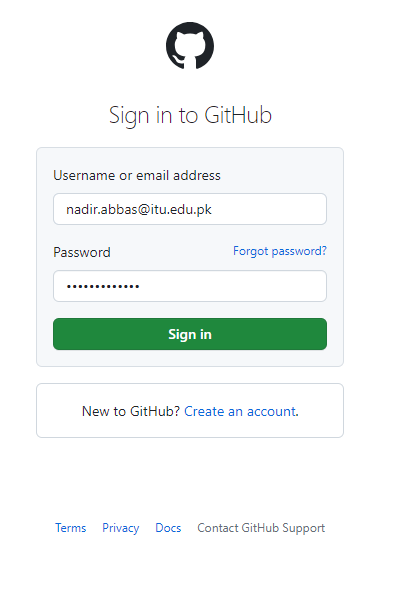 Sign in to GitHub
Username or email address
nadir.abbas@itu.edu.pk
Password Forgot password?
•••••••••••••
Sign in
New to GitHub? Create an account.
Terms Privacy Docs Contact GitHub Support